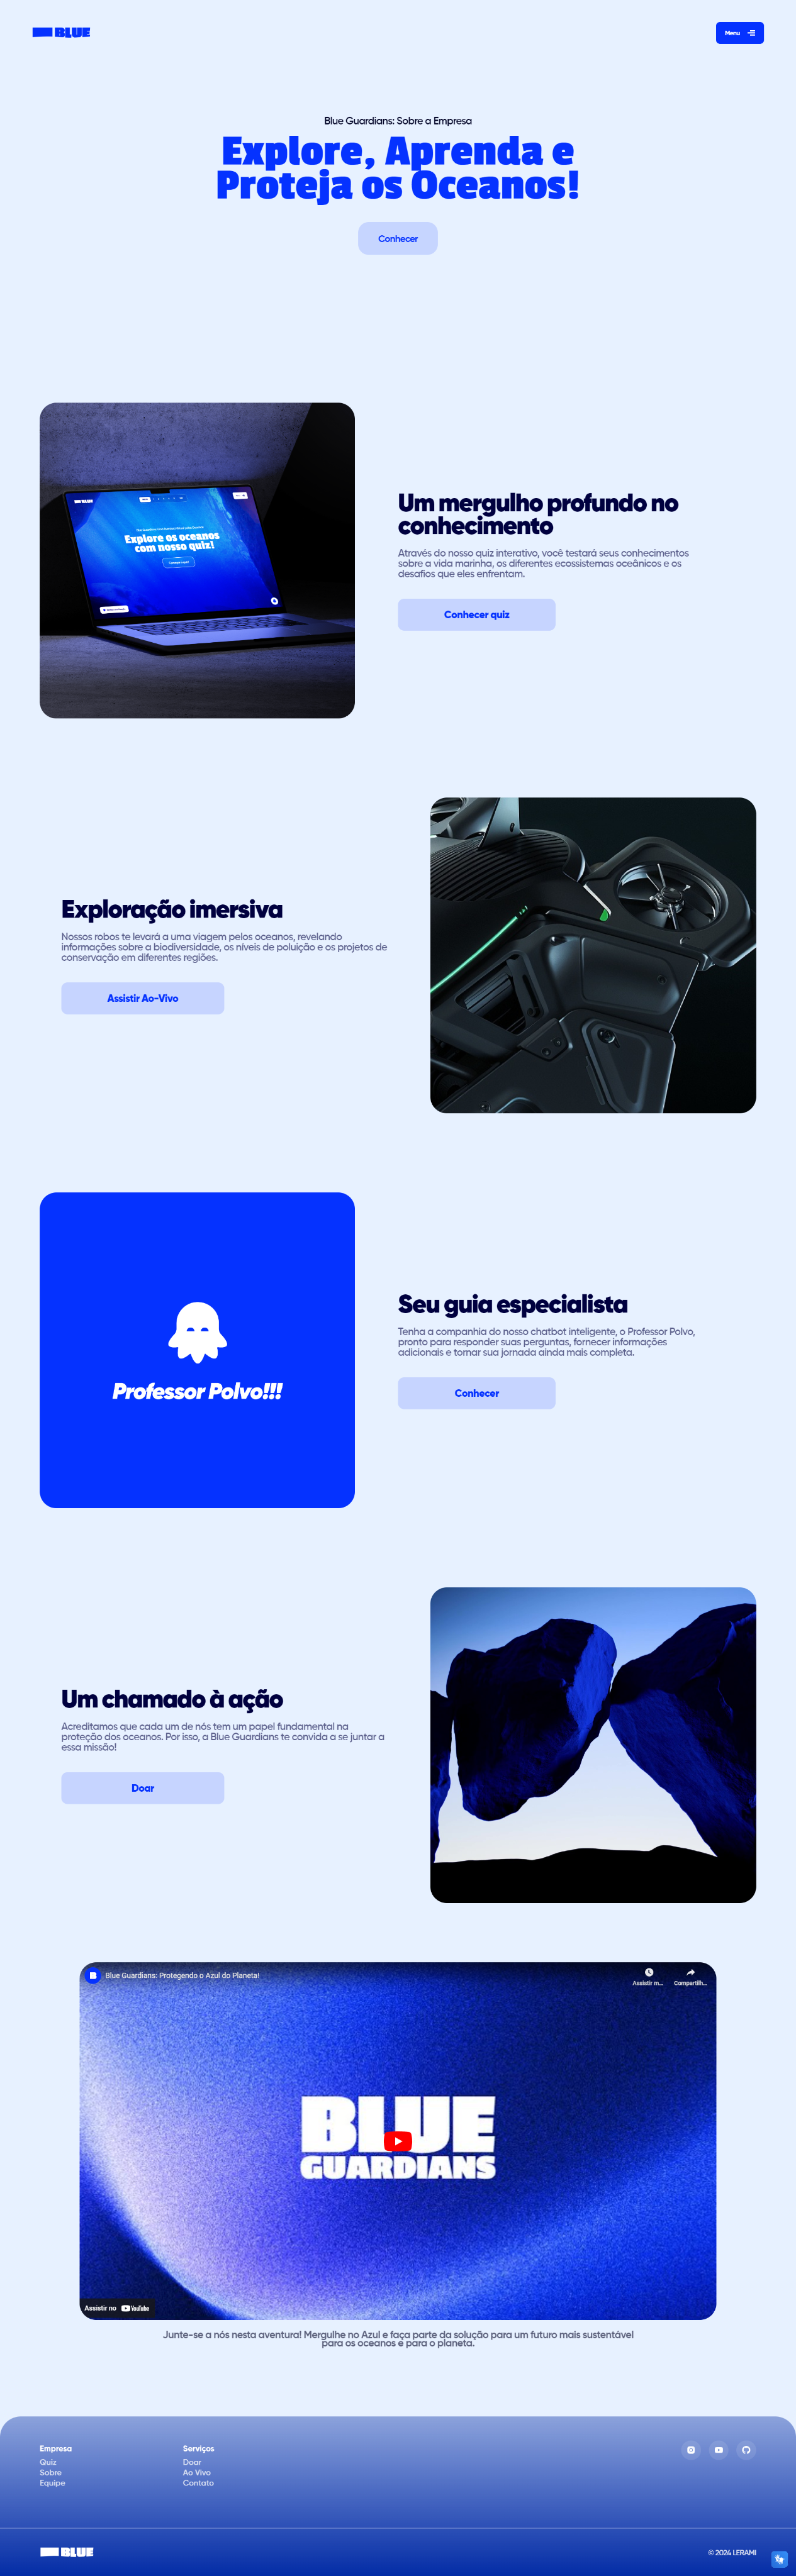 BLUE
Menu
Blue Guardians: Sobre a Empresa
Explore, Aprenda e
Proteja os Oceanos!
Conhecer
Explore os oceanos
com nosso quiz!
Um mergulho profundo no
conhecimento
Através do nosso quiz interativo, você testará seus conhecimentos
sobre a vida marinha, os diferentes ecossistemas oceânicos e os
desafios que eles enfrentam.
Conhecer quiz
Exploração imersiva
Nossos robos te levará a uma viagem pelos oceanos, revelando
informações sobre a biodiversidade, os níveis de poluição e os projetos de
conservação em diferentes regiões.
Assistir Ao-Vivo
Professor Polvo!!!
Seu guia especialista
Tenha a companhia do nosso chatbot inteligente, o Professor Polvo,
pronto para responder suas perguntas, fornecer informações
adicionais e tornar sua jornada ainda mais completa.
Conhecer
Um chamado à ação
Acreditamos que cada um de nós tem um papel fundamental na
proteção dos oceanos. Por isso, a Blue Guardians te convida a se juntar a
essa missão!
Doar
Blue Guardians: Protegendo o Azul do Planeta!
Assistir m...
Compartilh...
BLUE
GUARDIANS
Assistir no YouTube
Junte-se a nós nesta aventura! Mergulhe no Azul e faça parte da solução para um futuro mais sustentável
para os oceanos e para o planeta.
Empresa
Quiz
Sobre
Equipe
Serviços
Doar
Ao Vivo
Contato
BLUE
© 2024 LERAMI